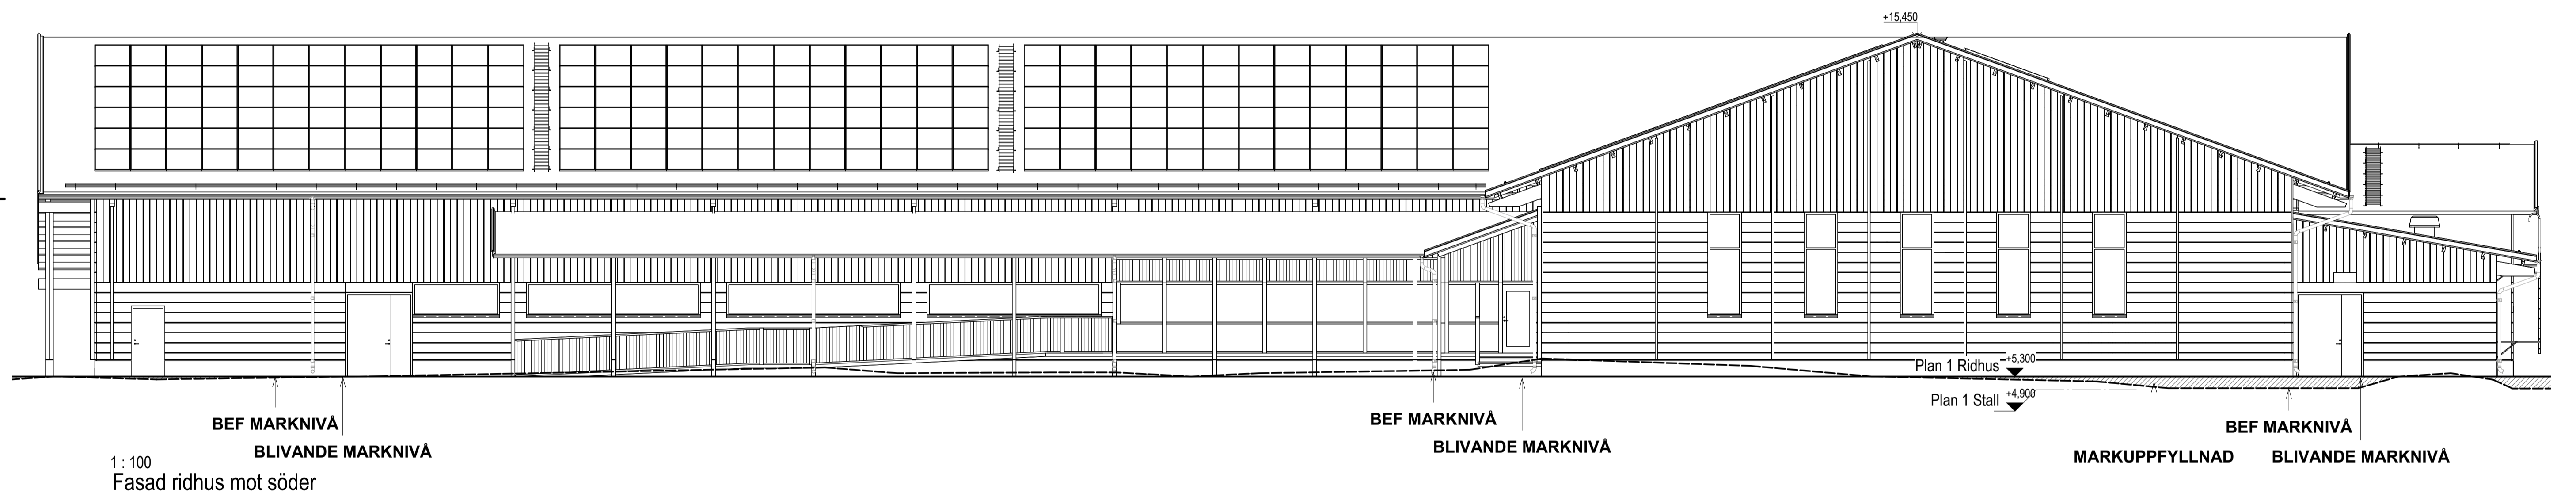 +15,450
Plan 1 Ridhus +5,300
Plan 1 Stall +4,900
BEF MARKNIVÅ
BLIVANDE MARKNIVÅ
BEF MARKNIVÅ
BLIVANDE MARKNIVÅ
BEF MARKNIVÅ
MARKUPPFYLLNAD
BLIVANDE MARKNIVÅ
1 : 100
Fasad ridhus mot söder